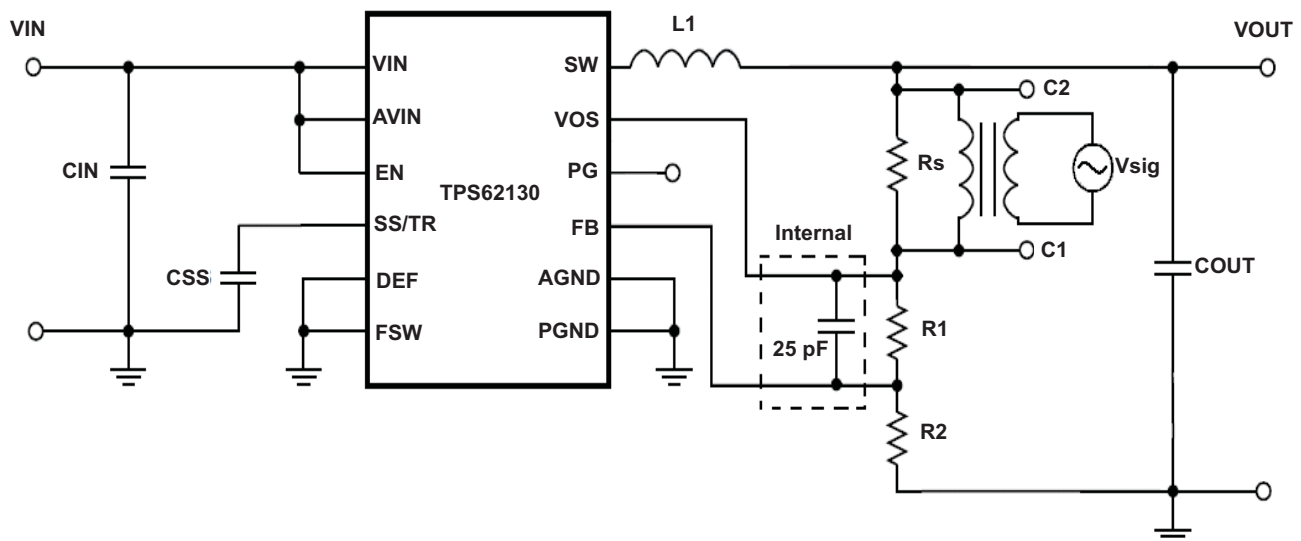 VIN
L1
VOUT
VIN
SW
C2
AVIN
VOS
CIN
EN
PG
Rs
Vsig
TPS62130
SS/TR
FB
Internal
C1
CSS
DEF
AGND
COUT
FSW
PGND
25 pF
R1
R2